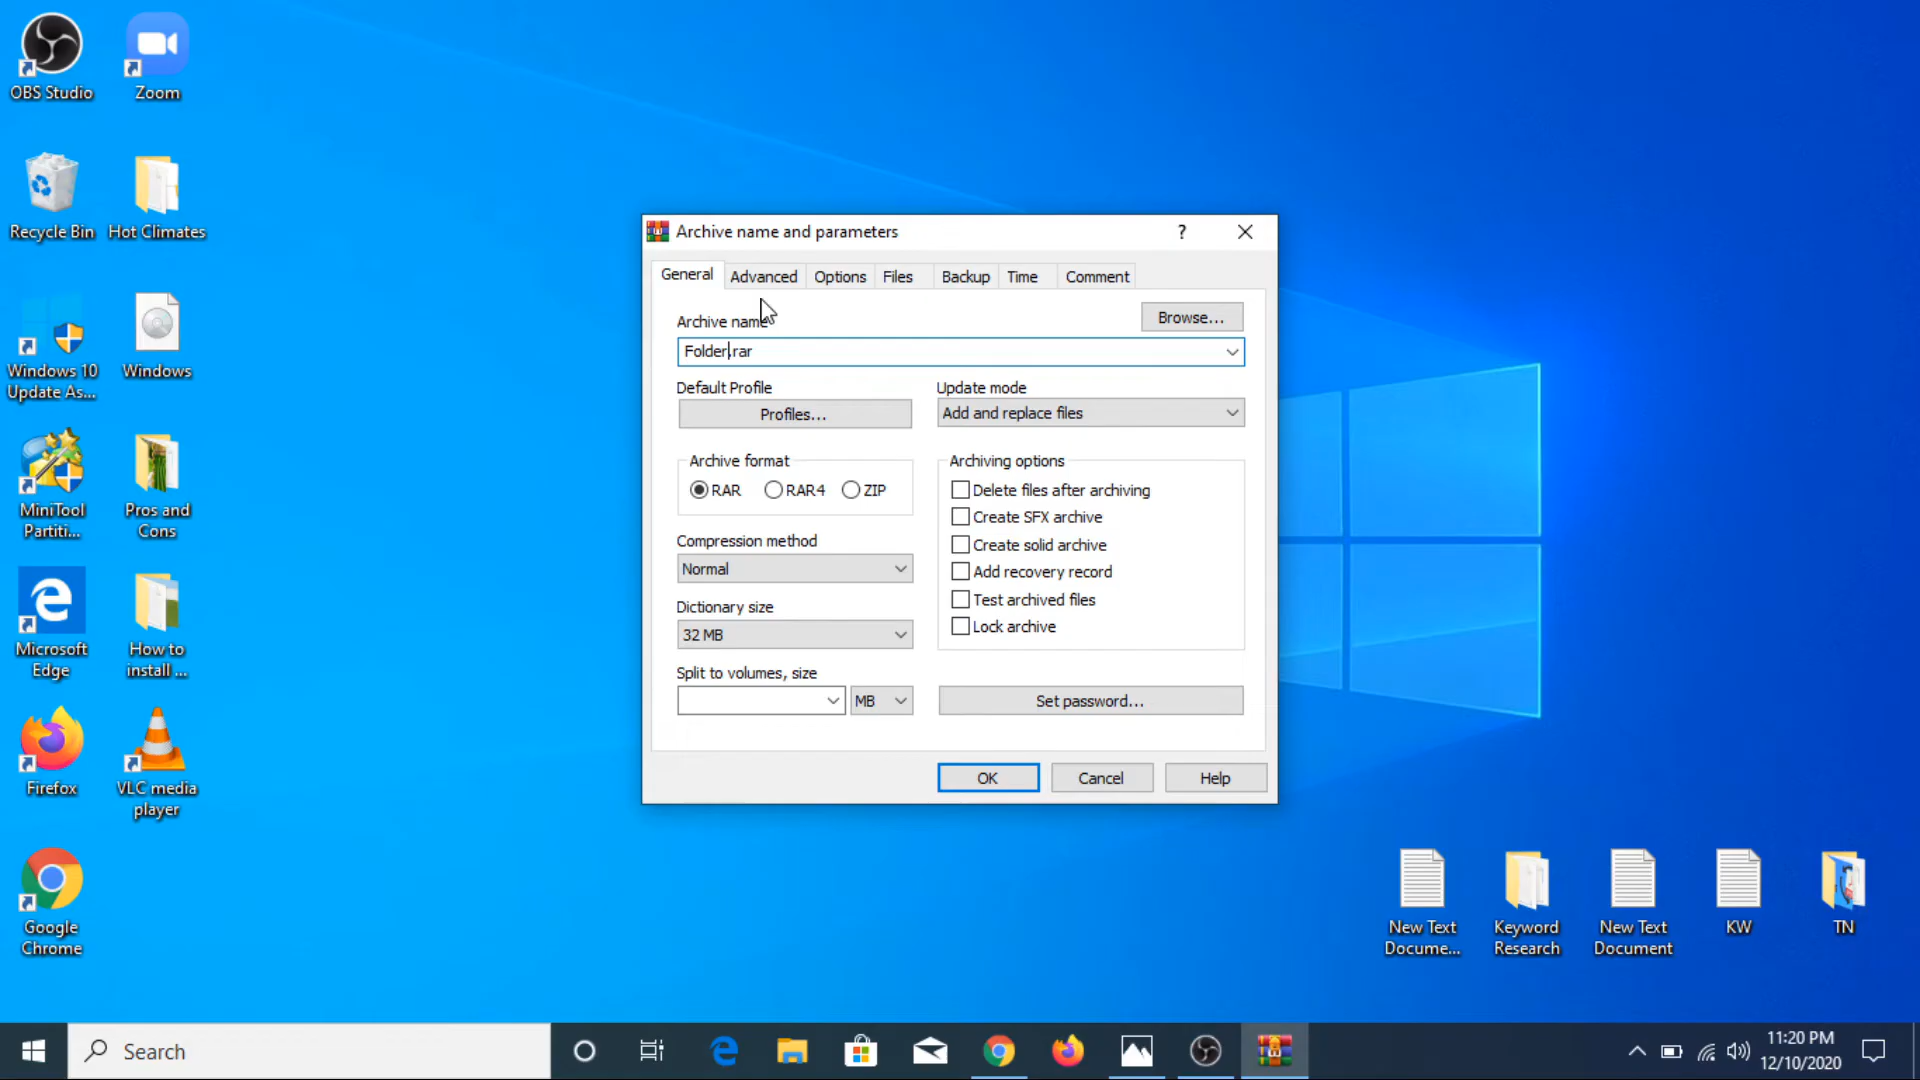 OBS Studio
Zoom
Recycle Bin
Hot Climates
Windows 10
Update As...
Windows
MiniTool
Partiti...
Pros and
Cons
Microsoft
Edge
How to
install ...
Firefox
VLC media
player
Google
Chrome
Archive name and parameters
?
General
Advanced
Options
Files
Backup
Time
Comment
Archive name
Browse...
Folder.rar
Default Profile
Profiles...
Update mode
Add and replace files
Archive format
RAR
RAR4
ZIP
Archiving options
Delete files after archiving
Create SFX archive
Create solid archive
Add recovery record
Test archived files
Lock archive
Compression method
Normal
Dictionary size
32 MB
Split to volumes, size
MB
Set password...
OK
Cancel
Help
New Text
Docume...
Keyword
Research
New Text
Document
KW
TN
Search
11:20 PM
12/10/2020